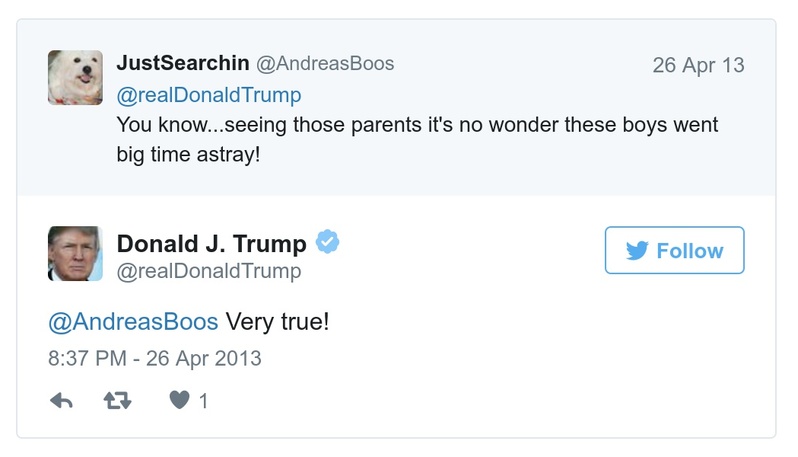 JustSearchin @AndreasBoos
26 Apr 13
@realDonaldTrump
You know...seeing those parents it's no wonder these boys went
big time astray!
Donald J. Trump
@realDonaldTrump
Follow
@AndreasBoos Very true!
8:37 PM - 26 Apr 2013
1